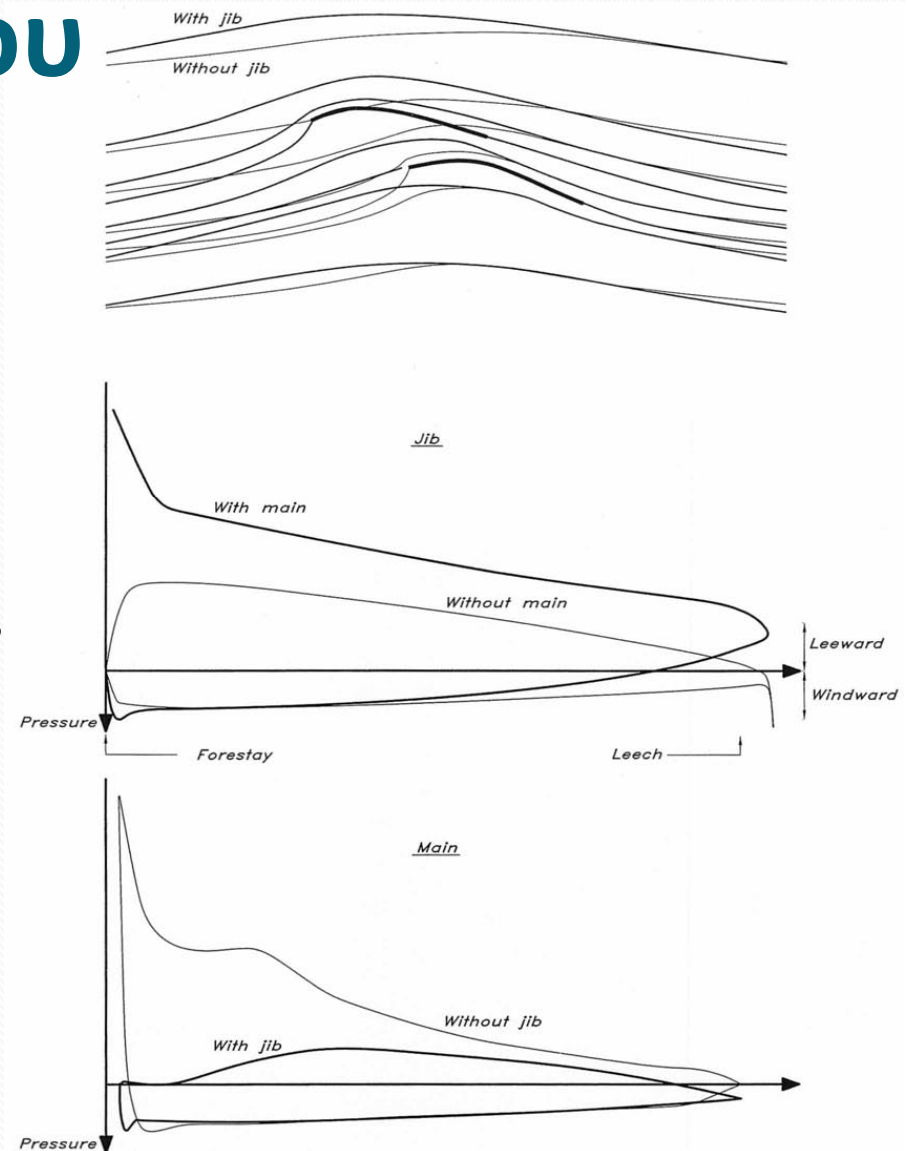 OU
With jib
Without jib
Jib
With main
Without main
Leeward
Windward
Pressure
Forestay
Leech
Main
Without jib
With jib
Pressure